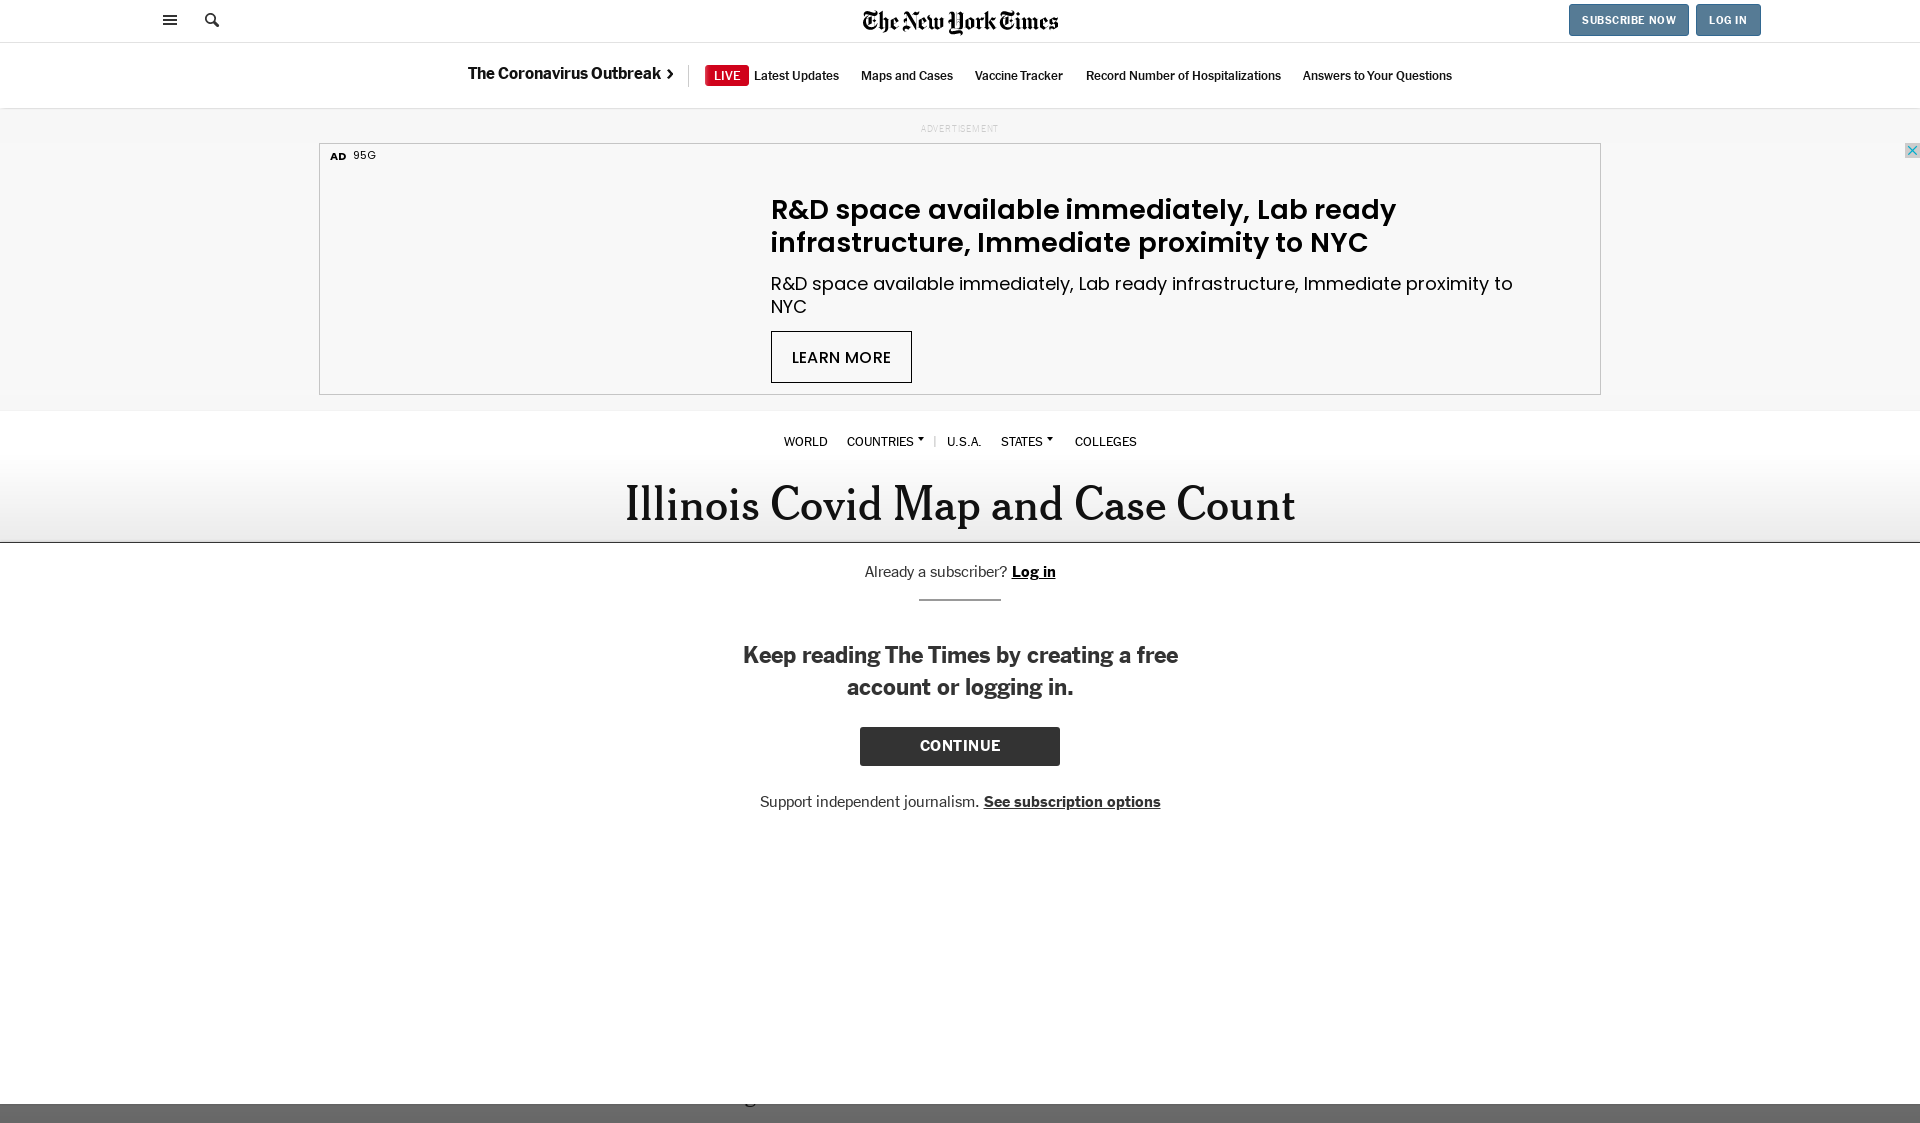 The New York Times
SUBSCRIBE NOW
LOG IN
The Coronavirus Outbreak
LIVE Latest Updates
Maps and Cases
Vaccine Tracker
Record Number of Hospitalizations
Answers to Your Questions
ADVERTISEMENT
AD 95G
R&D space available immediately, Lab ready
infrastructure, Immediate proximity to NYC
R&D space available immediately, Lab ready infrastructure, Immediate proximity to
NYC
LEARN MORE
WORLD COUNTRIES | U.S.A. STATES COLLEGES
Illinois Covid Map and Case Count
Already a subscriber? Log in
Keep reading The Times by creating a free
account or logging in.
CONTINUE
Support independent journalism. See subscription options